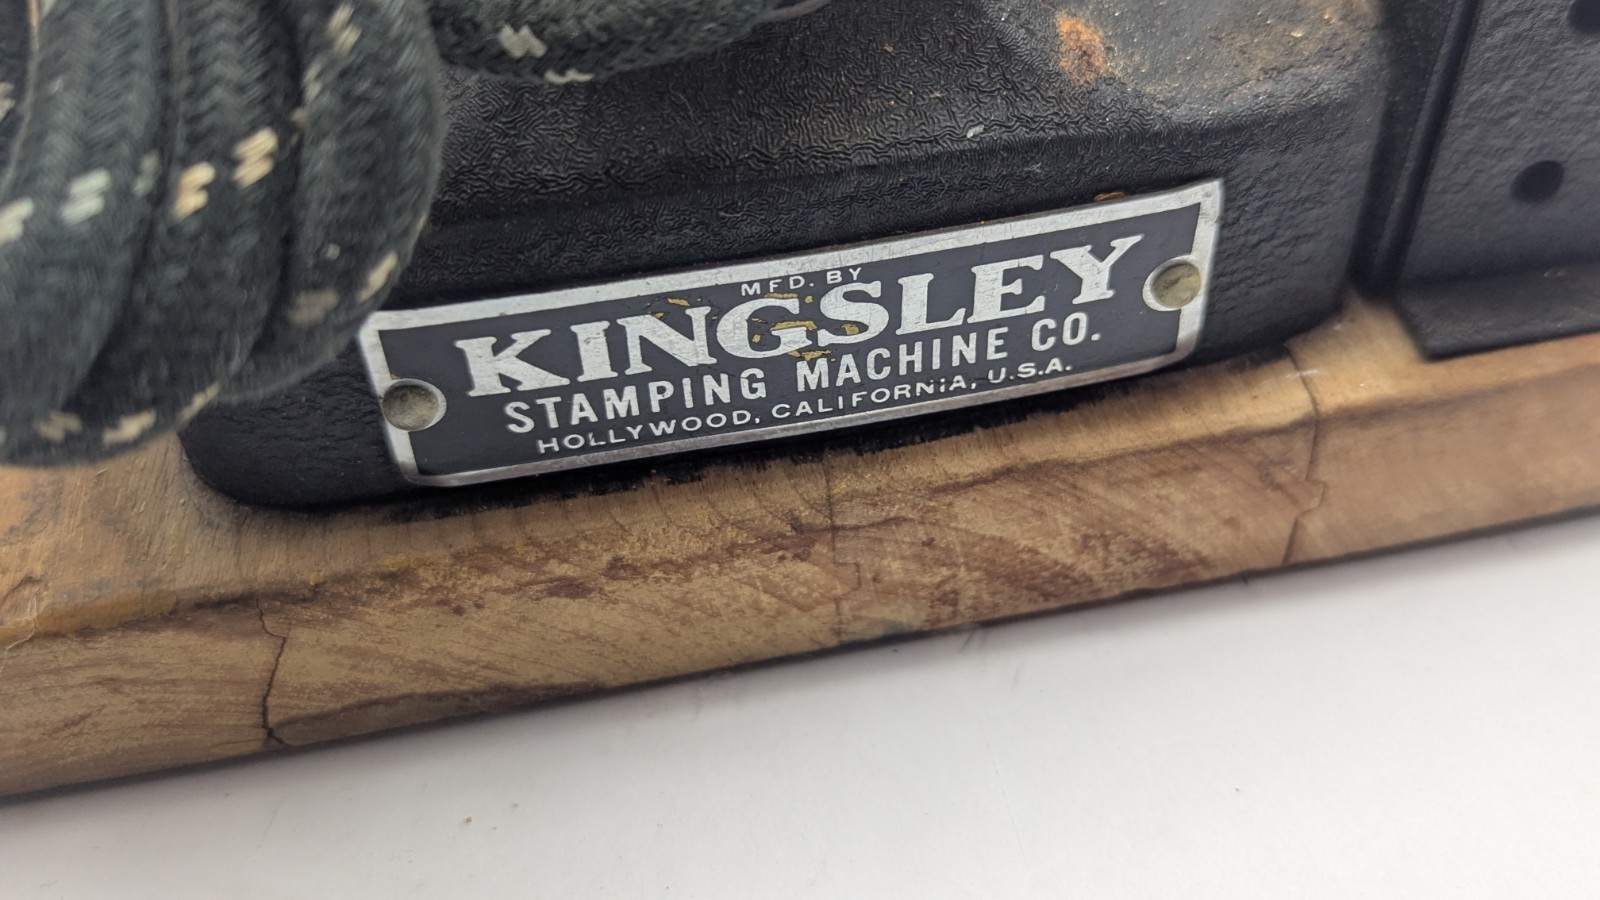 MFD. BY
KINGSLEY
STAMPING MACHINE CO.
HOLLYWOOD, CALIFORNIA, U.S.A.